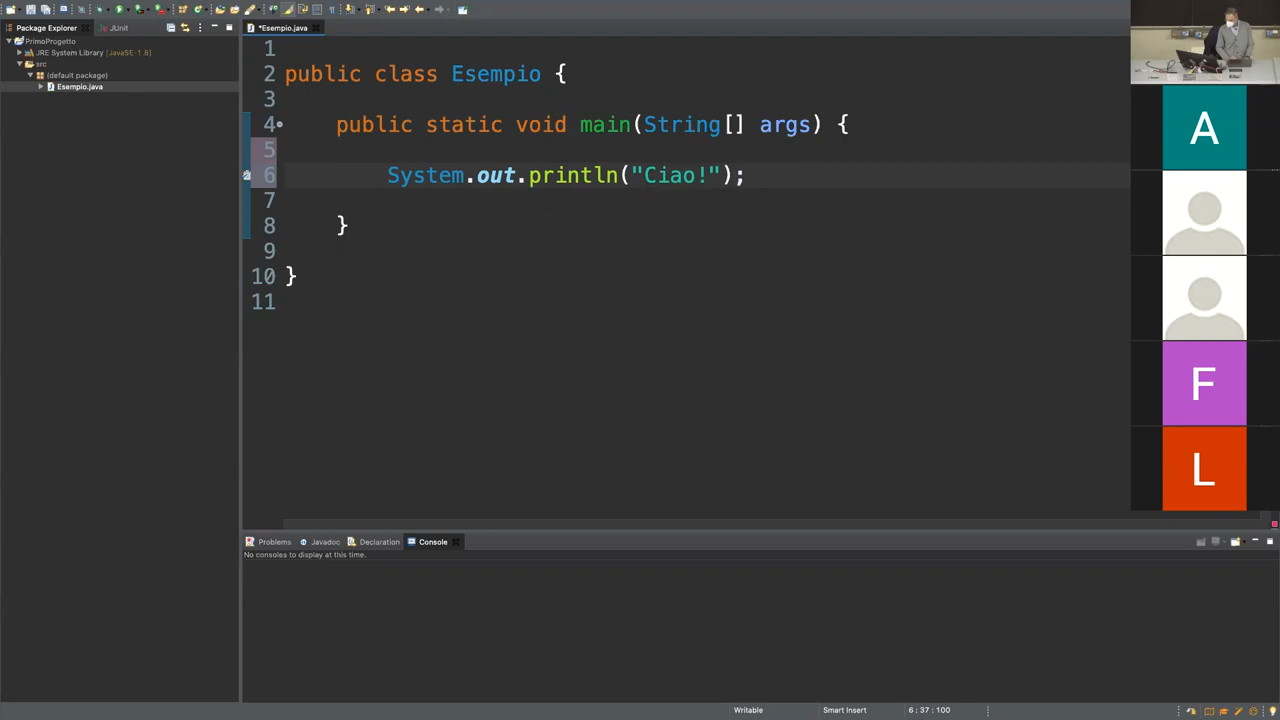 Package Explorer
JUnit
PrimoProgetto
JRE System Library [JavaSE-1.8]
src
(default package)
Esempio.java
*Esempio.java
1
2 public class Esempio {
3
4 public static void main(String[] args) {
5
6 System.out.println("Ciao!");
7
8 }
9
10 }
11
Problems
Javadoc
Declaration
Console
No consoles to display at this time.
Writable
Smart Insert
6 : 37 : 100
A
F
L